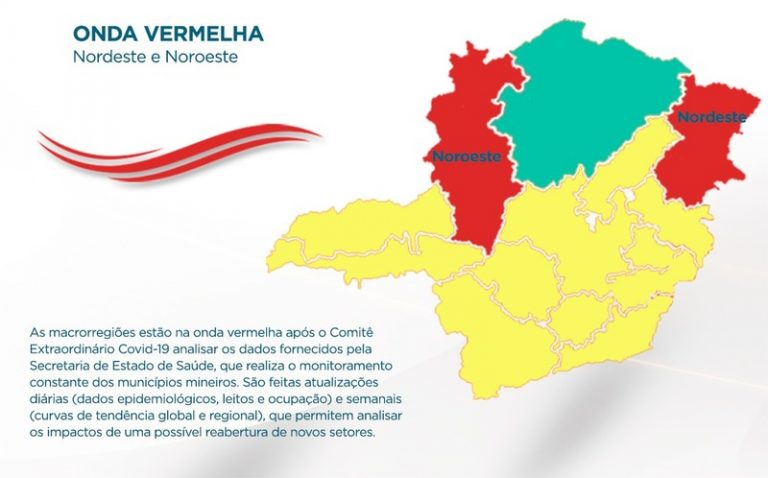 ONDA VERMELHA
Nordeste e Noroeste
Nordeste
Noroeste
As macrorregiões estão na onda vermelha após o Comitê
Extraordinário Covid-19 analisar os dados fornecidos pela
Secretaria de Estado de Saúde, que realiza o monitoramento
constante dos municípios mineiros. São feitas atualizações
diárias (dados epidemiológicos, leitos e ocupação) e semanais
(curvas de tendência global e regional), que permitem analisar
os impactos de uma possível reabertura de novos setores.